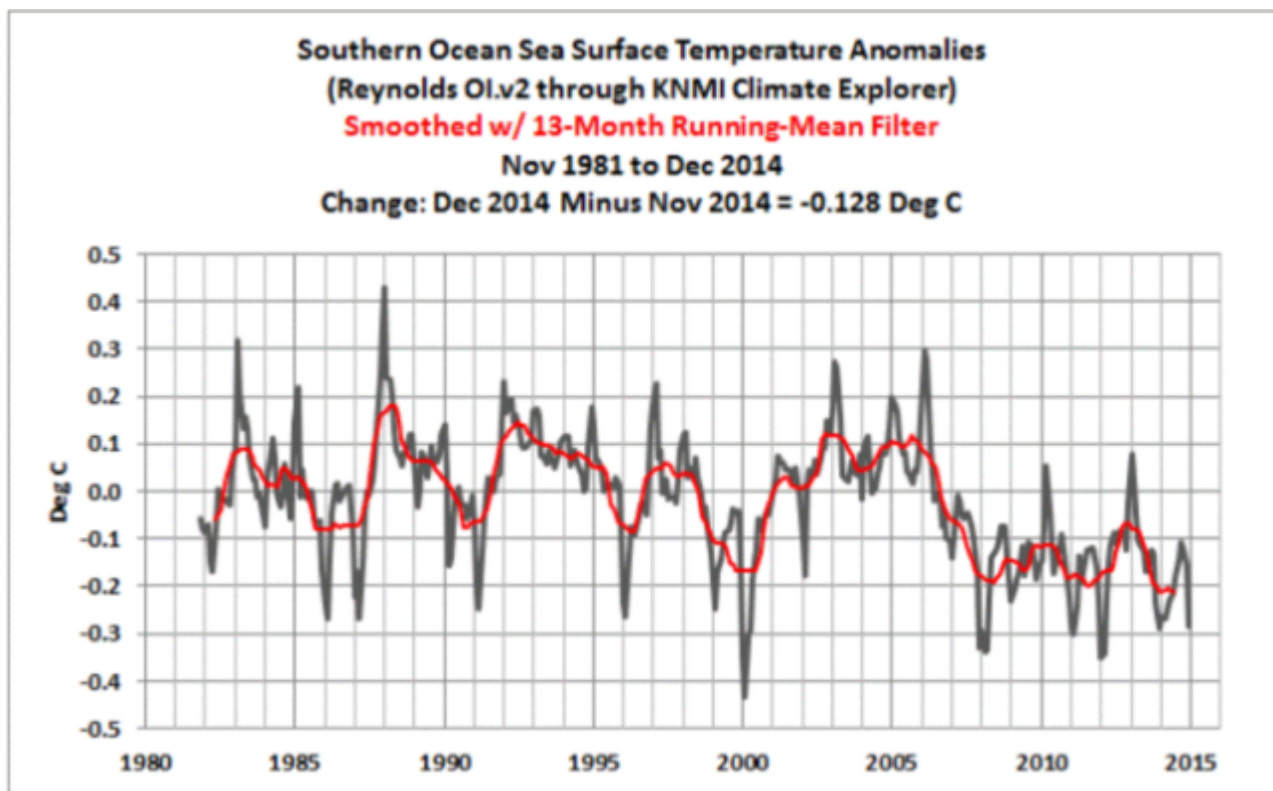 Southern Ocean Sea Surface Temperature Anomalies
(Reynolds OI.v2 through KNMI Climate Explorer)
Smoothed w/ 13-Month Running-Mean Filter
Nov 1981 to Dec 2014
Change: Dec 2014 Minus Nov 2014 = -0.128 Deg C
0.5
0.4
0.3
0.2
0.1
0.0
-0.1
-0.2
-0.3
-0.4
-0.5
Deg C
1980 1985 1990 1995 2000 2005 2010 2015